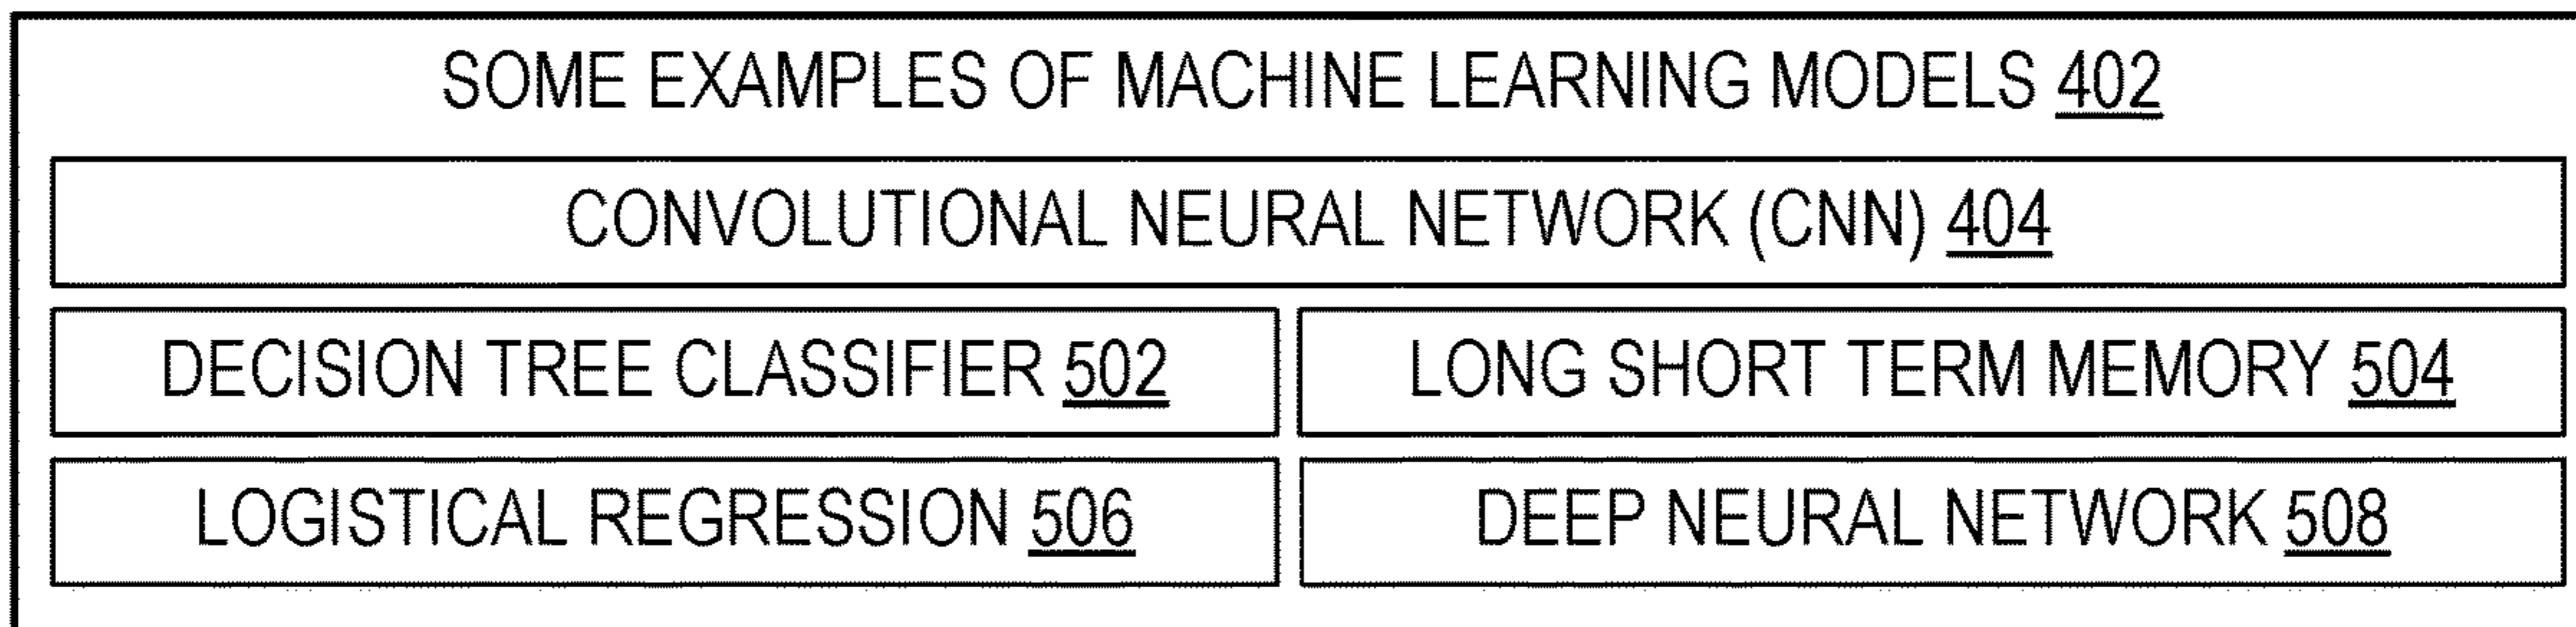 SOME EXAMPLES OF MACHINE LEARNING MODELS 402
CONVOLUTIONAL NEURAL NETWORK (CNN) 404
DECISION TREE CLASSIFIER 502
LONG SHORT TERM MEMORY 504
LOGISTICAL REGRESSION 506
DEEP NEURAL NETWORK 508